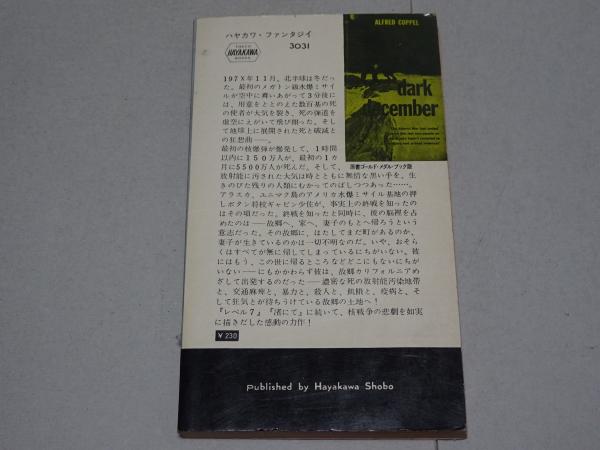 ハヤカワ・ファンタジイ
TOKYO
HAYAKAWA
BOOKS
3031
ALFRED COPPEL
dark
december
原書ゴールド・メダル・ブック版
197X年11月、北半球は冬だっ
た。最初のメガトン級水爆ミサイ
ルが空中に舞いあがって3分後に
は、用意をととのえた数百基の死
の使者が大気を裂き、死の弾道を
虚空にえがいて飛び翔った。そし
て地球上に展開された死と破滅と
の狂想曲――。
最初の核爆弾が爆発して、1時間
以内に150万人が、最初の1カ
月に5500万人が死んだ。そして、
放射能に汚された大気は時とともに無情な黒い手を、生
きのびた残りの人類にむかってのばしつつあった……。
アラスカ、ユニマク島のアメリカ水爆ミサイル基地の押
しボタン将校ギャビン少佐が、事実上の終戦を知ったの
はその頃だった。終戦を知ったと同時に、彼の脳裡を占
めたのは――故郷へ、家へ、妻子のもとへ帰ろうという
意志だった。その故郷に、はたしてまだ町があるのか、
妻子が生きているのかは一切不明なのだ。いや、おそら
くはすべてが無に帰してしまっているにちがいない。彼
にはもう、この世に帰るところなどどこにもないにちが
いない――にもかかわらず彼は、故郷カリフォルニアめ
ざして出発するのだった――濃密な死の放射能汚染地帯
と、交通麻痺と、暴力と、殺人と、飢餓と、疫病と、そ
して狂気とが待ちうけている故郷の土地へ！
『レベル7』『渚にて』に続いて、核戦争の悲劇を如実
に描きだした感動の力作！
￥230
Published by Hayakawa Shobo